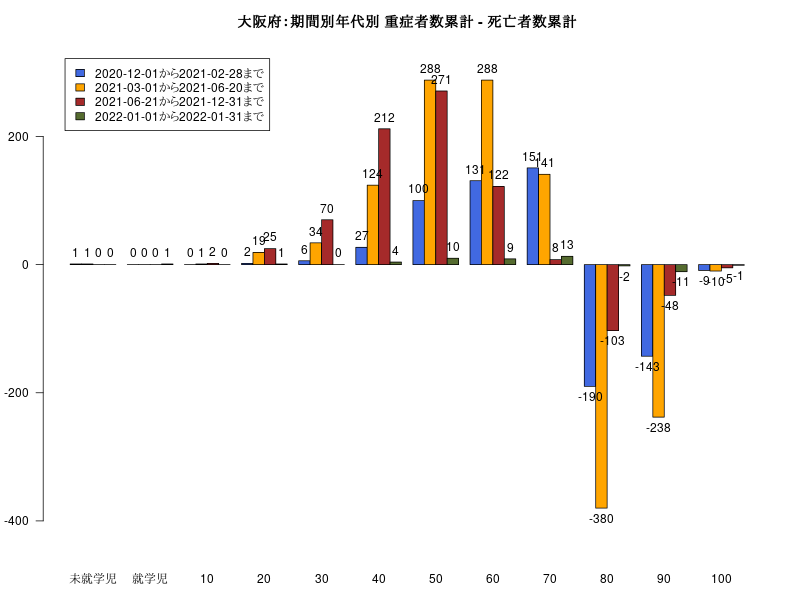 大阪府：期間別年代別 重症者数累計 - 死亡者数累計
2020-12-01から2021-02-28まで
2021-03-01から2021-06-20まで
2021-06-21から2021-12-31まで
2022-01-01から2022-01-31まで
200
0
-200
-400
1 1 0 0
0 0 0 1
0 1 2 0
2 19 25 1
6 34 70 0
27 124 212 4
100 288 271 10
131 288 122 9
151 141 8 13
-190 -380 -103 -2
-143 -238 -48 -11
-9 -10 -5 -1
未就学児 就学児 10 20 30 40 50 60 70 80 90 100